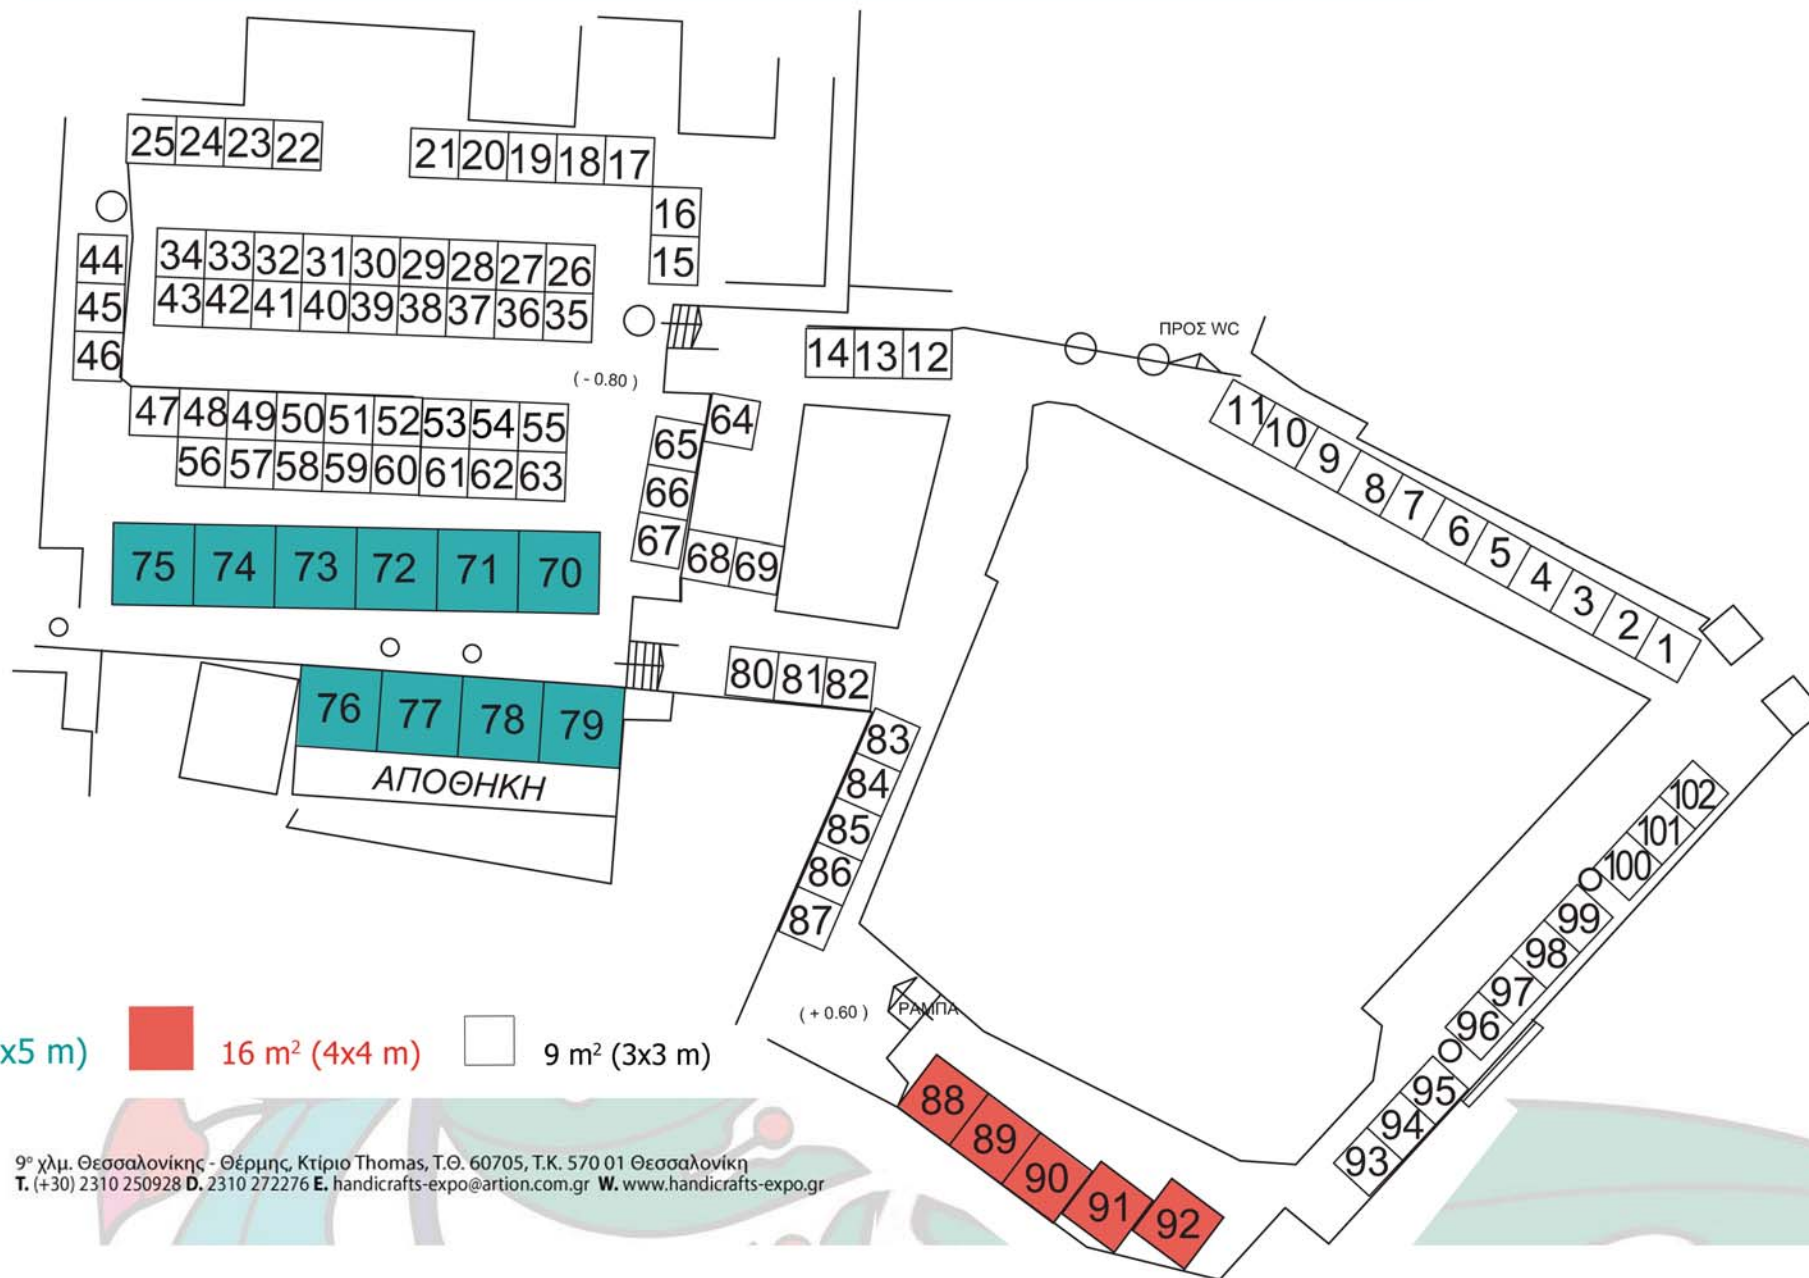 25 24 23 22
21 20 19 18 17
16
15
34 33 32 31 30 29 28 27 26
43 42 41 40 39 38 37 36 35
44
45
46
( - 0.80 )
14 13 12
ΠΡΟΣ WC
11 10 9 8 7 6 5 4 3 2 1
47 48 49 50 51 52 53 54 55
56 57 58 59 60 61 62 63
64
65
66
67
68 69
75 74 73 72 71 70
76 77 78 79
ΑΠΟΘΗΚΗ
80 81 82
83
84
85
86
87
102
101
100
99
98
97
96
95
94
93
( + 0.60 )
ΡΑΜΠΑ
88
89
90
91
92
x5 m) 16 m² (4x4 m) 9 m² (3x3 m)
9° χλμ. Θεσσαλονίκης - Θέρμης, Κτίριο Thomas, Τ.Θ. 60705, Τ.Κ. 570 01 Θεσσαλονίκη
T. (+30) 2310 250928 D. 2310 272276 E. handicrafts-expo@artion.com.gr W. www.handicrafts-expo.gr